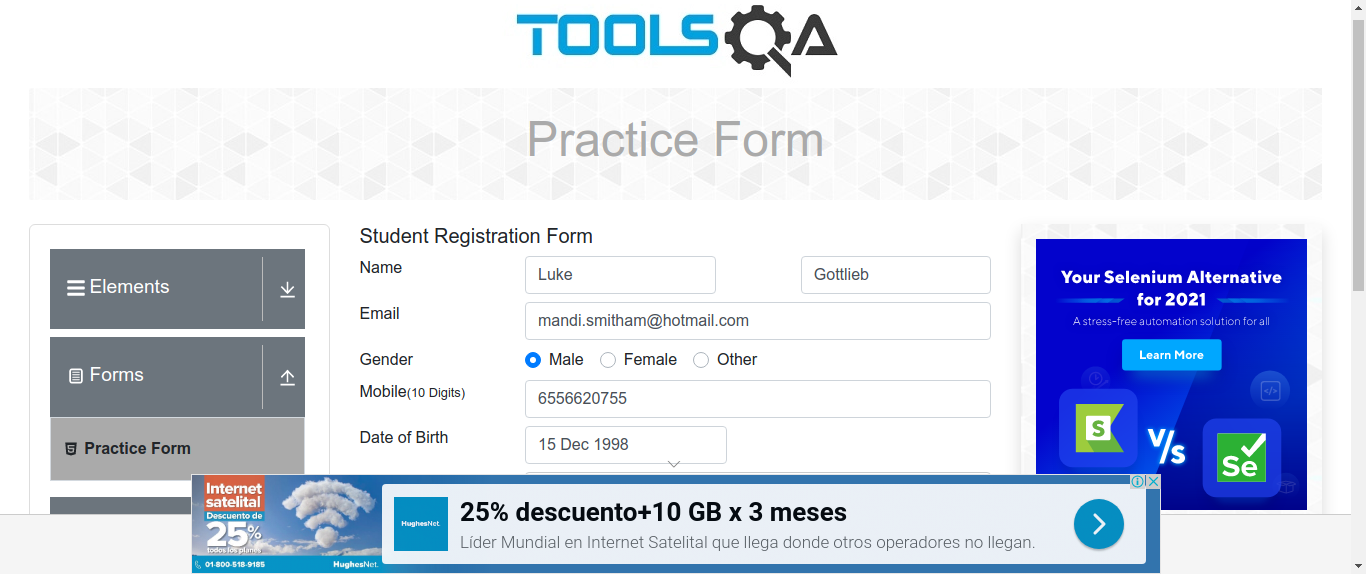 TOOLSQA
Practice Form
Elements
Forms
Practice Form
Student Registration Form
Name
Luke
Gottlieb
Email
mandi.smitham@hotmail.com
Gender
Male
Female
Other
Mobile(10 Digits)
6556620755
Date of Birth
15 Dec 1998
Your Selenium Alternative
for 2021
A stress-free automation solution for all
Learn More
S
V/s
Se
Internet
satelital
Descuento de
25%
todos los planes
01-800-518-9185
HughesNet.
HughesNet.
25% descuento+10 GB x 3 meses
Líder Mundial en Internet Satelital que llega donde otros operadores no llegan.